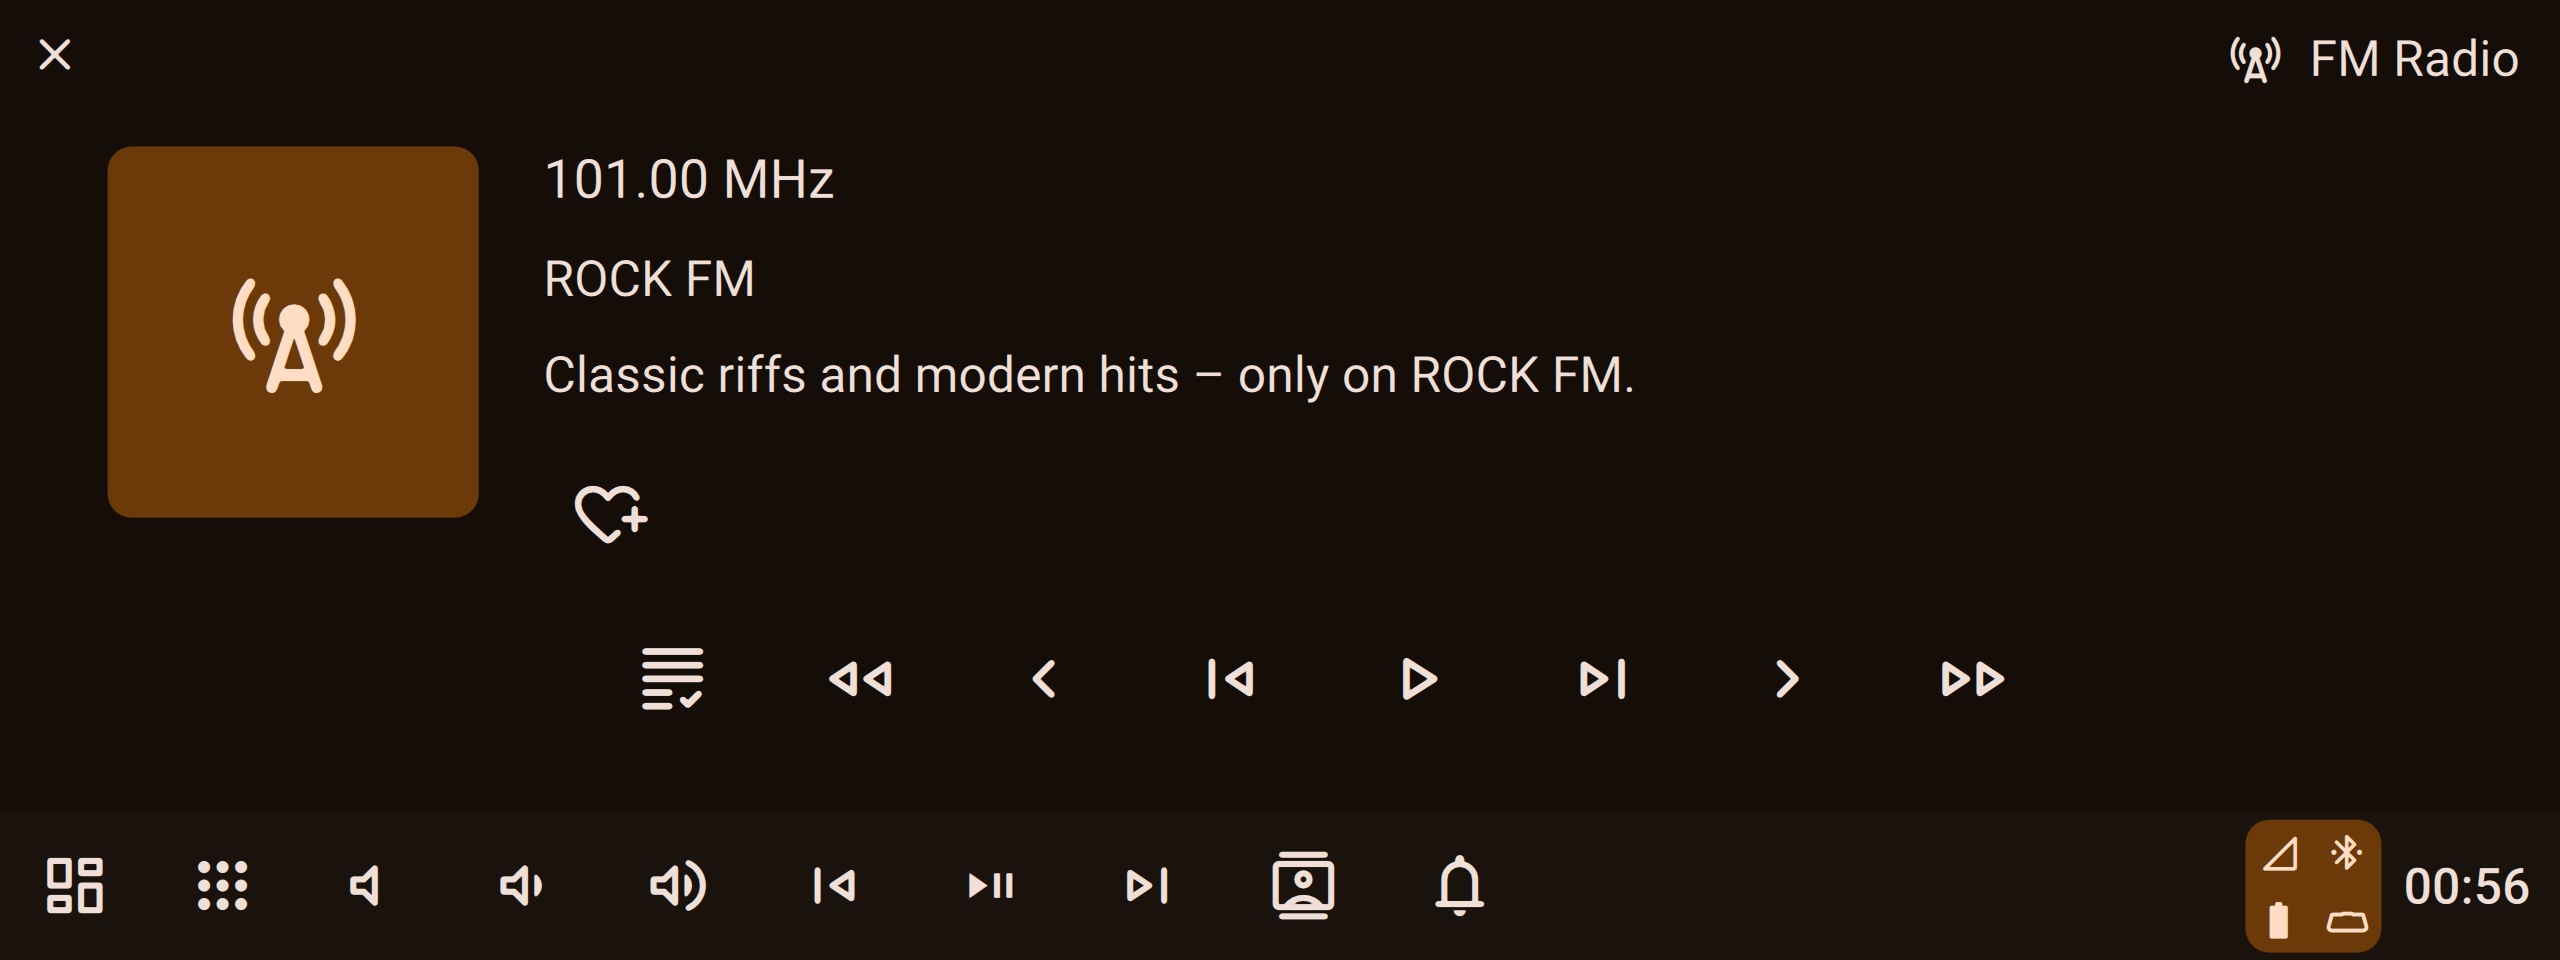 FM Radio
101.00 MHz
ROCK FM
Classic riffs and modern hits – only on ROCK FM.
00:56